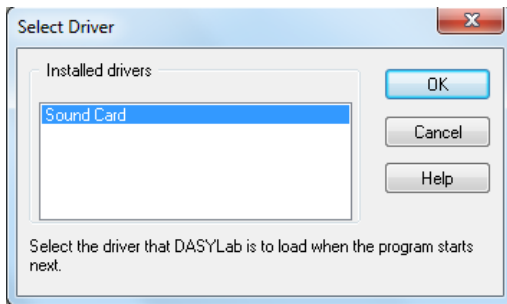 Select Driver
Installed drivers
OK
Sound Card
Cancel
Help
Select the driver that DASYLab is to load when the program starts
next.